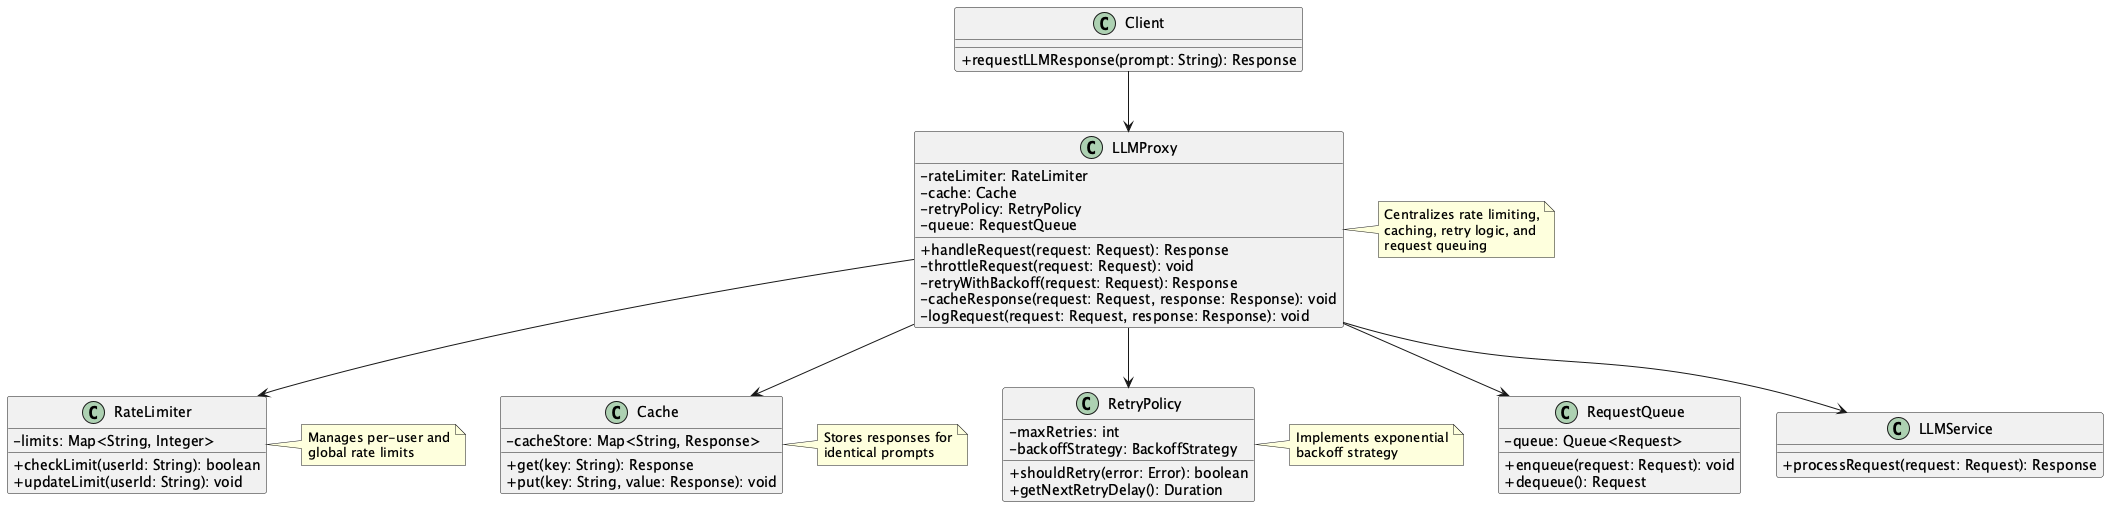 C Client
+requestLLMResponse(prompt: String): Response
C LLMProxy
-rateLimiter: RateLimiter
-cache: Cache
-retryPolicy: RetryPolicy
-queue: RequestQueue
+handleRequest(request: Request): Response
-throttleRequest(request: Request): void
-retryWithBackoff(request: Request): Response
-cacheResponse(request: Request, response: Response): void
-logRequest(request: Request, response: Response): void
Centralizes rate limiting,
caching, retry logic, and
request queuing
C RateLimiter
-limits: Map<String, Integer>
+checkLimit(userId: String): boolean
+updateLimit(userId: String): void
Manages per-user and
global rate limits
C Cache
-cacheStore: Map<String, Response>
+get(key: String): Response
+put(key: String, value: Response): void
Stores responses for
identical prompts
C RetryPolicy
-maxRetries: int
-backoffStrategy: BackoffStrategy
+shouldRetry(error: Error): boolean
+getNextRetryDelay(): Duration
Implements exponential
backoff strategy
C RequestQueue
-queue: Queue<Request>
+enqueue(request: Request): void
+dequeue(): Request
C LLMService
+processRequest(request: Request): Response